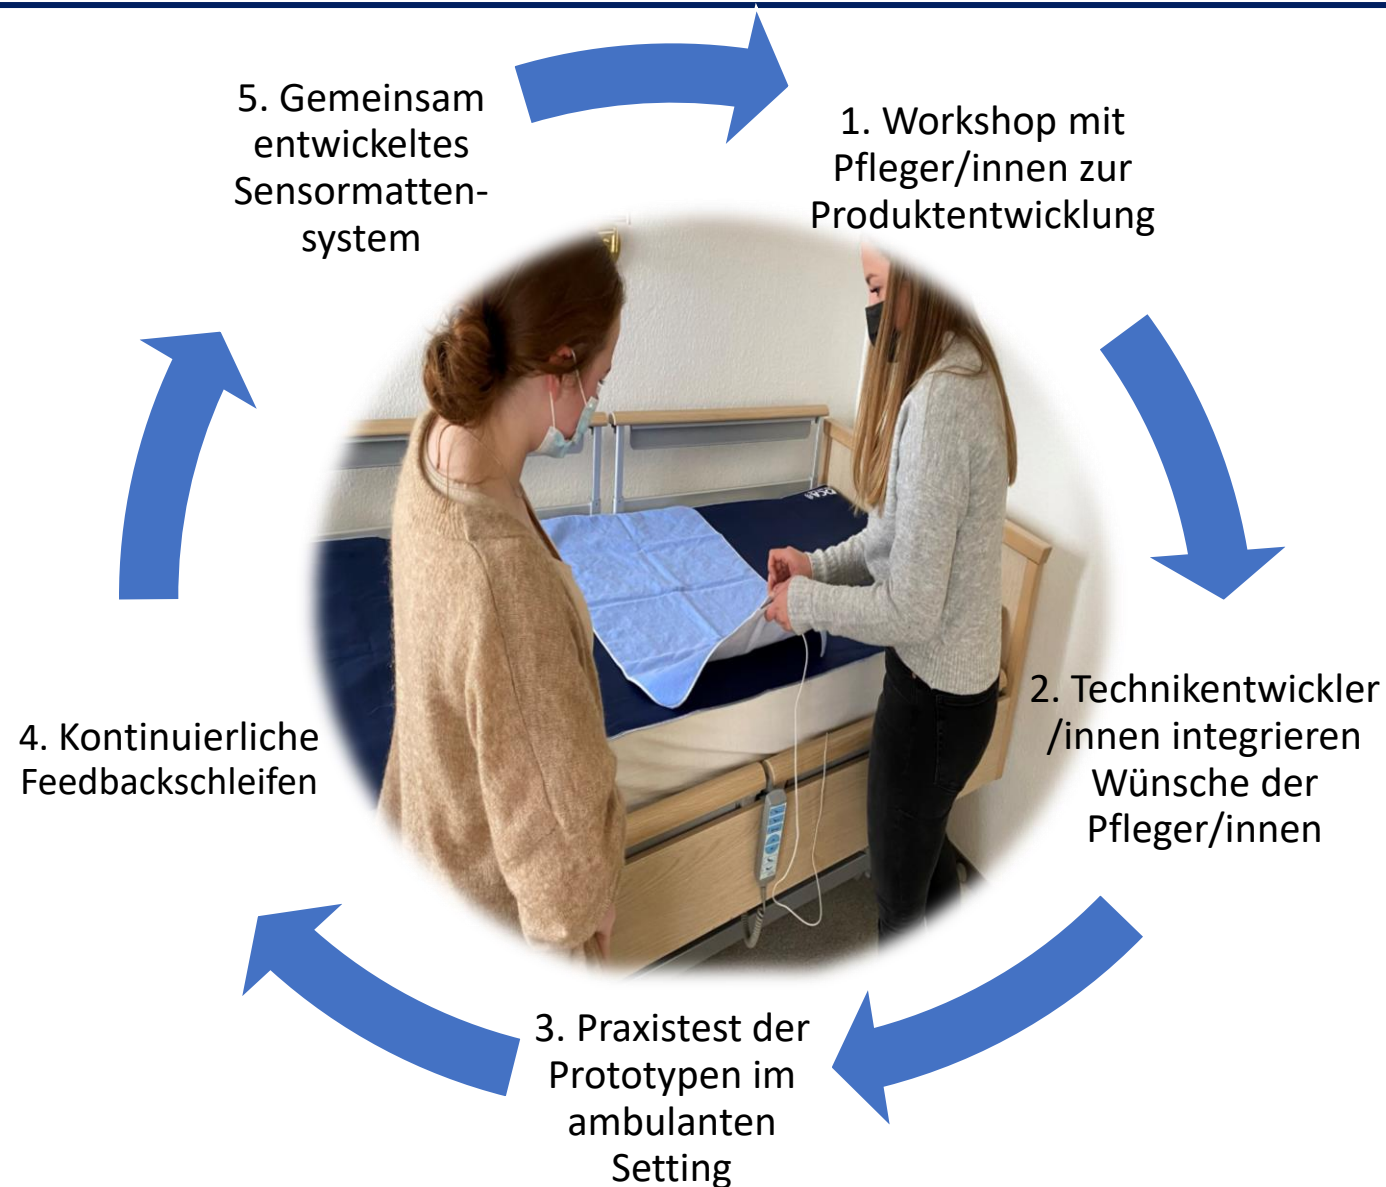 5. Gemeinsam
entwickeltes
Sensormatten-
system
1. Workshop mit
Pfleger/innen zur
Produktentwicklung
2. Technikentwickler
/innen integrieren
Wünsche der
Pfleger/innen
3. Praxistest der
Prototypen im
ambulanten
Setting
4. Kontinuierliche
Feedbackschleifen